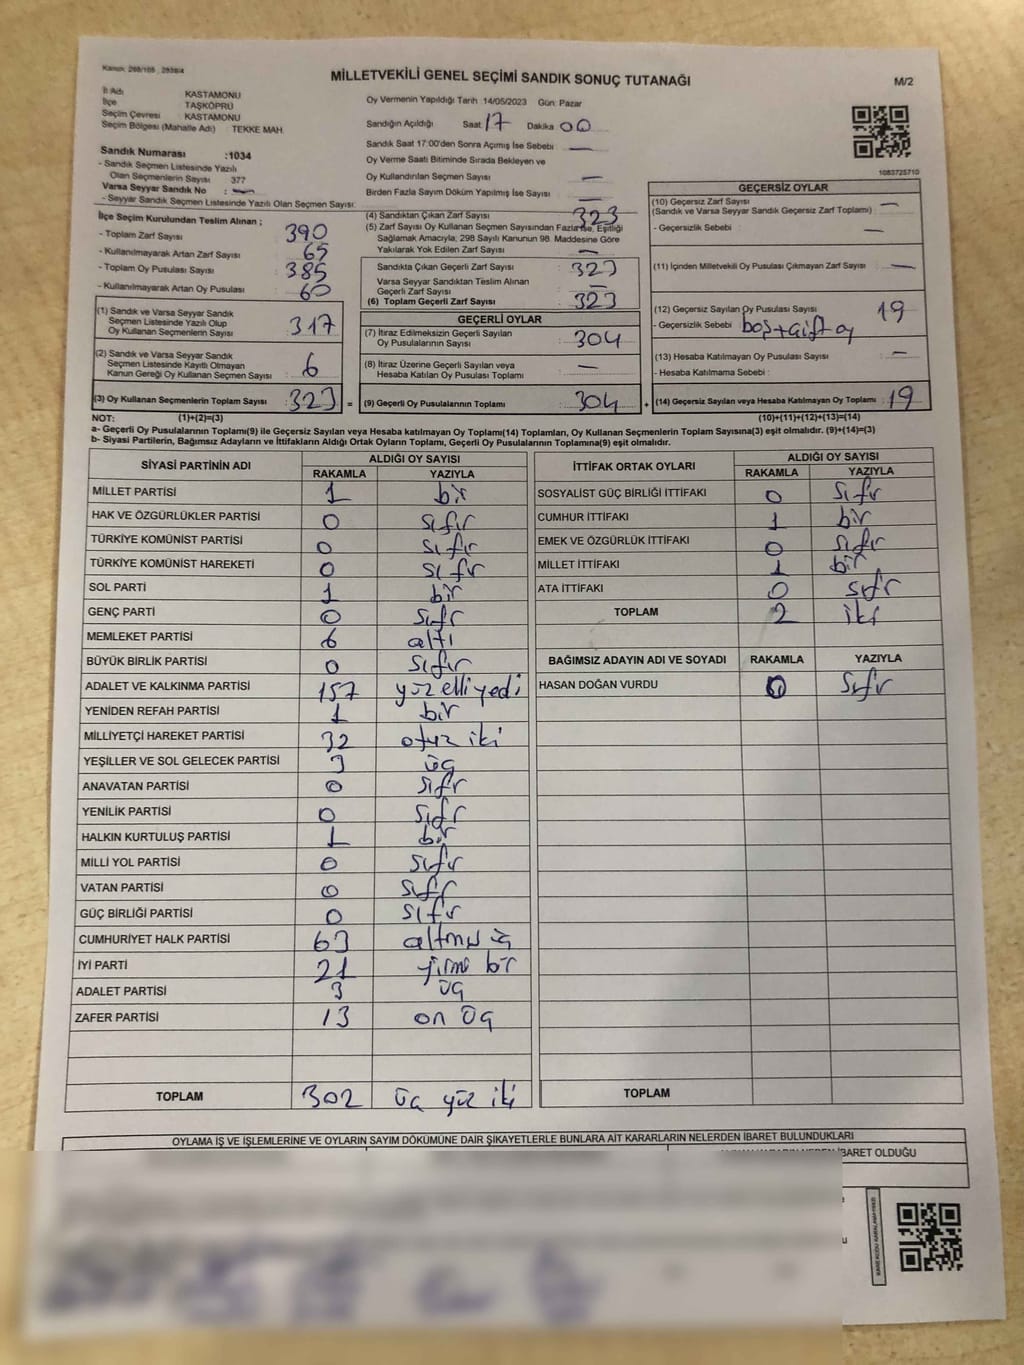 Kanun: 298/105 , 2839/4
MİLLETVEKİLİ GENEL SEÇİMİ SANDIK SONUÇ TUTANAĞI
M/2
İl Adı KASTAMONU
İlçe TAŞKÖPRÜ
Seçim Çevresi KASTAMONU
Seçim Bölgesi (Mahalle Adı) : TEKKE MAH.
Sandık Numarası :1034
- Sandık Seçmen Listesinde Yazılı
Olan Seçmenlerin Sayısı : 377
Varsa Seyyar Sandık No : —
- Seyyar Sandık Seçmen Listesinde Yazılı Olan Seçmen Sayısı:
Oy Vermenin Yapıldığı Tarih : 14/05/2023 Gün: Pazar
Sandığın Açıldığı Saat 17 Dakika 00
Sandık Saat 17:00'den Sonra Açımış İse Sebebi : —
Oy Verme Saati Bitiminde Sırada Bekleyen ve
Oy Kullandırılan Seçmen Sayısı : —
Birden Fazla Sayım Döküm Yapılmış İse Sayısı : —
1083725710
İlçe Seçim Kurulundan Teslim Alınan ;
- Toplam Zarf Sayısı : 390
- Kullanılmayarak Artan Zarf Sayısı : 65
- Toplam Oy Pusulası Sayısı : 385
- Kullanılmayarak Artan Oy Pusulası : 60
(1) Sandık ve Varsa Seyyar Sandık
Seçmen Listesinde Yazılı Olup
Oy Kullanan Seçmenlerin Sayısı : 317
(2) Sandık ve Varsa Seyyar Sandık
Seçmen Listesinde Kayıtlı Olmayan
Kanun Gereği Oy Kullanan Seçmen Sayısı : 6
(3) Oy Kullanan Seçmenlerin Toplam Sayısı : 323 =
(4) Sandıktan Çıkan Zarf Sayısı : 323
(5) Zarf Sayısı Oy Kullanan Seçmen Sayısından Fazla İse, Eşitliği
Sağlamak Amacıyla; 298 Sayılı Kanunun 98. Maddesine Göre
Yakılarak Yok Edilen Zarf Sayısı : —
Sandıkta Çıkan Geçerli Zarf Sayısı : 323
Varsa Seyyar Sandıktan Teslim Alınan
Geçerli Zarf Sayısı : —
(6) Toplam Geçerli Zarf Sayısı : 323
GEÇERLİ OYLAR
(7) İtiraz Edilmeksizin Geçerli Sayılan
Oy Pusulalarının Sayısı : 304
(8) İtiraz Üzerine Geçerli Sayılan veya
Hesaba Katılan Oy Pusulası Toplamı : —
(9) Geçerli Oy Pusulalarının Toplamı : 304 +
GEÇERSİZ OYLAR
(10) Geçersiz Zarf Sayısı
(Sandık ve Varsa Seyyar Sandık Geçersiz Zarf Toplamı) : —
- Geçersizlik Sebebi : —
(11) İçinden Milletvekili Oy Pusulası Çıkmayan Zarf Sayısı : —
(12) Geçersiz Sayılan Oy Pusulası Sayısı : 19
- Geçersizlik Sebebi : boş+çift oy
(13) Hesaba Katılmayan Oy Pusulası Sayısı : —
- Hesaba Katılmama Sebebi :
(14) Geçersiz Sayılan veya Hesaba Katılmayan Oy Toplamı : 19
NOT: (1)+(2)=(3) (10)+(11)+(12)+(13)=(14)
a- Geçerli Oy Pusulalarının Toplamı(9) ile Geçersiz Sayılan veya Hesaba Katılmayan Oy Toplamı(14) Toplamları, Oy Kullanan Seçmenlerin Toplam Sayısına(3) eşit olmalıdır. (9)+(14)=(3)
b- Siyasi Partilerin, Bağımsız Adayların ve İttifakların Aldığı Ortak Oyların Toplamı, Geçerli Oy Pusulalarının Toplamına(9) eşit olmalıdır.
SİYASİ PARTİNİN ADI ALDIĞI OY SAYISI
RAKAMLA YAZIYLA
MİLLET PARTİSİ 1 bir
HAK VE ÖZGÜRLÜKLER PARTİSİ 0 sıfır
TÜRKİYE KOMÜNİST PARTİSİ 0 sıfır
TÜRKİYE KOMÜNİST HAREKETİ 0 sıfır
SOL PARTİ 1 bir
GENÇ PARTİ 0 sıfır
MEMLEKET PARTİSİ 6 altı
BÜYÜK BİRLİK PARTİSİ 0 sıfır
ADALET VE KALKINMA PARTİSİ 157 yüz elli yedi
YENİDEN REFAH PARTİSİ 1 bir
MİLLİYETÇİ HAREKET PARTİSİ 32 otuz iki
YEŞİLLER VE SOL GELECEK PARTİSİ 3 üç
ANAVATAN PARTİSİ 0 sıfır
YENİLİK PARTİSİ 0 sıfır
HALKIN KURTULUŞ PARTİSİ 1 bir
MİLLİ YOL PARTİSİ 0 sıfır
VATAN PARTİSİ 0 sıfır
GÜÇ BİRLİĞİ PARTİSİ 0 sıfır
CUMHURİYET HALK PARTİSİ 63 altmış üç
İYİ PARTİ 21 yirmi bir
ADALET PARTİSİ 3 üç
ZAFER PARTİSİ 13 on üç
TOPLAM 302 üç yüz iki
İTTİFAK ORTAK OYLARI ALDIĞI OY SAYISI
RAKAMLA YAZIYLA
SOSYALİST GÜÇ BİRLİĞİ İTTİFAKI 0 sıfır
CUMHUR İTTİFAKI 1 bir
EMEK VE ÖZGÜRLÜK İTTİFAKI 0 sıfır
MİLLET İTTİFAKI 1 bir
ATA İTTİFAKI 0 sıfır
TOPLAM 2 iki
BAĞIMSIZ ADAYIN ADI VE SOYADI RAKAMLA YAZIYLA
HASAN DOĞAN VURDU 0 sıfır
TOPLAM
OYLAMA İŞ VE İŞLEMLERİNE VE OYLARIN SAYIM DÖKÜMÜNE DAİR ŞİKAYETLERLE BUNLARA AİT KARARLARIN NELERDEN İBARET BULUNDUKLARI
İBARET OLDUĞU